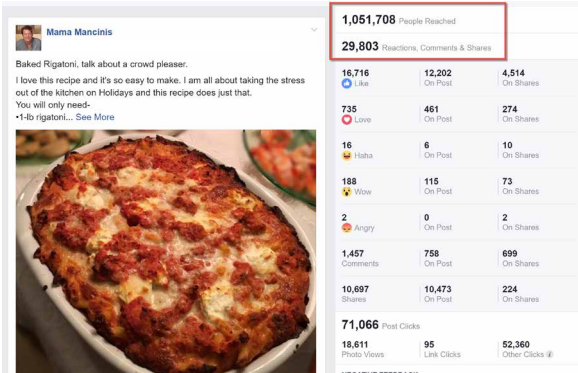 Mama Mancinis
Baked Rigatoni, talk about a crowd pleaser.
I love this recipe and it's so easy to make. I am all about taking the stress
out of the kitchen on Holidays and this recipe does just that.
You will only need-
•1-lb rigatoni... See More
1,051,708 People Reached
29,803 Reactions, Comments & Shares
16,716 12,202 4,514
Like On Post On Shares
735 461 274
Love On Post On Shares
16 6 10
Haha On Post On Shares
188 115 73
Wow On Post On Shares
2 0 2
Angry On Post On Shares
1,457 758 699
Comments On Post On Shares
10,697 10,473 224
Shares On Post On Shares
71,066 Post Clicks
18,611 95 52,360
Photo Views Link Clicks Other Clicks